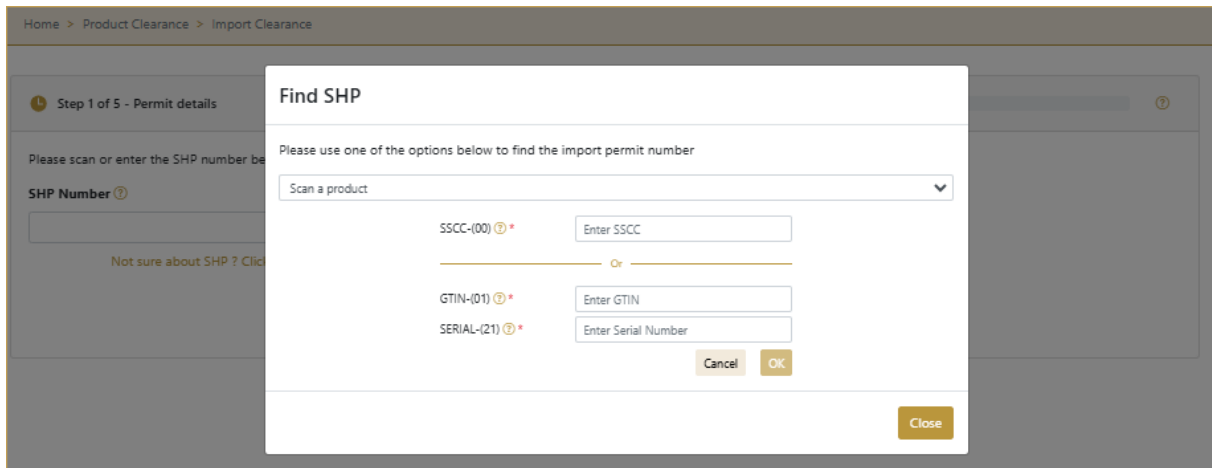 Home > Product Clearance > Import Clearance
Step 1 of 5 - Permit details
Please scan or enter the SHP number be
SHP Number
Not sure about SHP ? Clic
Find SHP
Please use one of the options below to find the import permit number
Scan a product
SSCC-(00) ? * Enter SSCC
Or
GTIN-(01) ? * Enter GTIN
SERIAL-(21) ? * Enter Serial Number
Cancel OK
Close